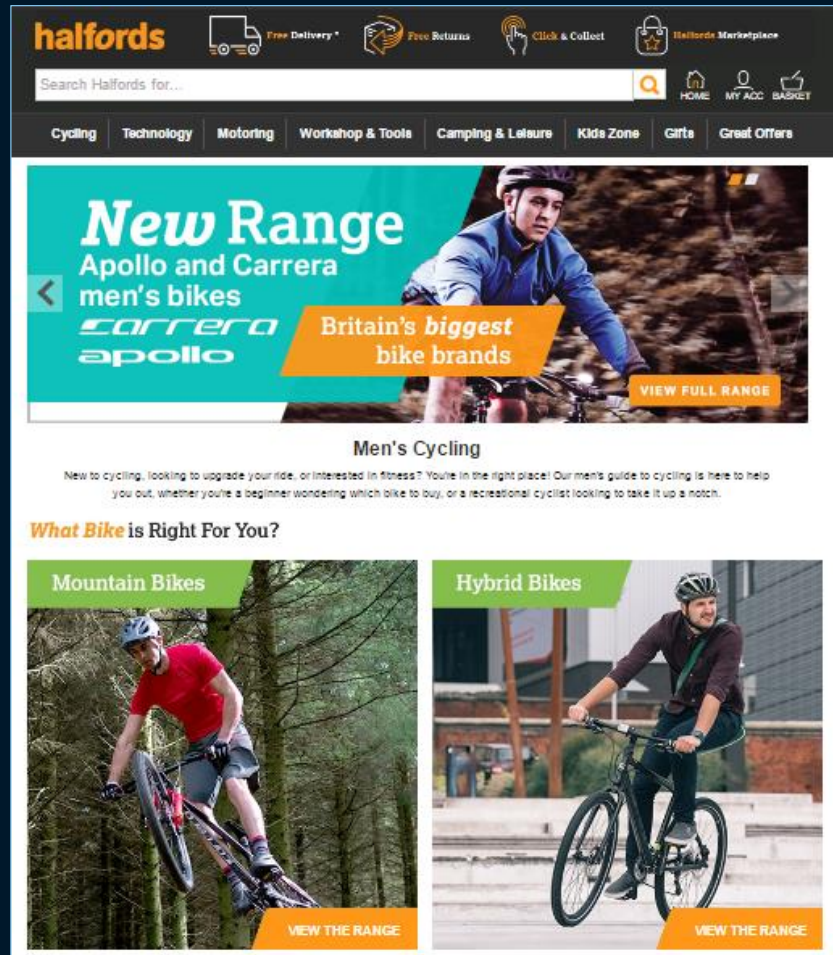 halfords
Free Delivery *
Free Returns
Click & Collect
Halfords Marketplace
Search Halfords for...
HOME
MY ACC
BASKET
Cycling
Technology
Motoring
Workshop & Tools
Camping & Leisure
Kids Zone
Gifts
Great Offers
New Range
Apollo and Carrera
men's bikes
carrera
apollo
Britain's biggest
bike brands
VIEW FULL RANGE
Men's Cycling
New to cycling, looking to upgrade your ride, or interested in fitness? You're in the right place! Our men's guide to cycling is here to help
you out, whether you're a beginner wondering which bike to buy, or a recreational cyclist looking to take it up a notch.
What Bike is Right For You?
Mountain Bikes
Hybrid Bikes
VIEW THE RANGE
VIEW THE RANGE